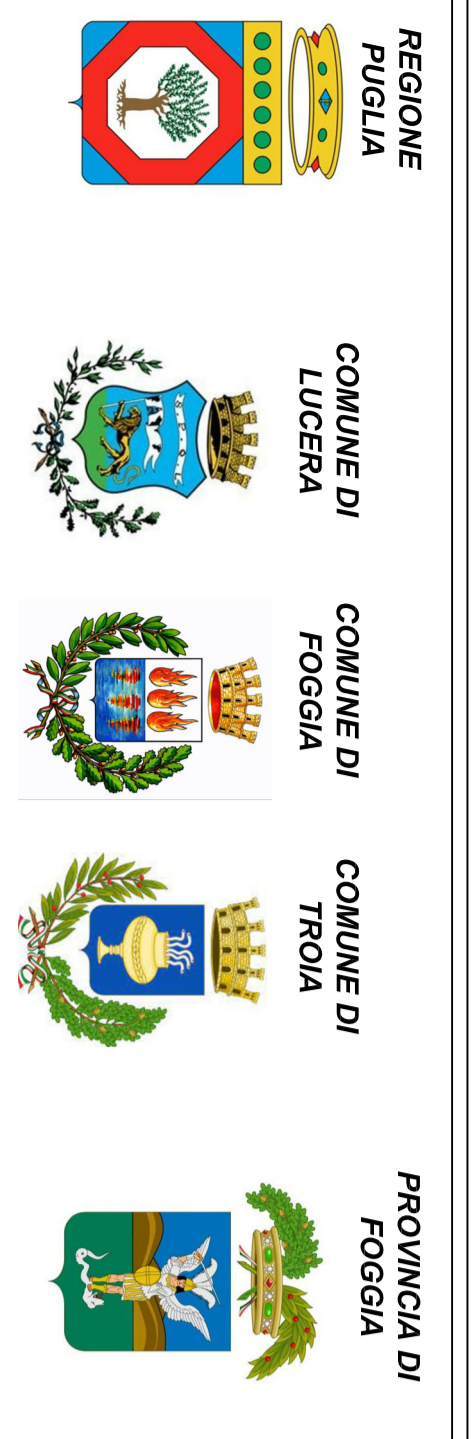 REGIONE
PUGLIA
COMUNE DI
LUCERA
S.P.Q.L.
COMUNE DI
FOGGIA
COMUNE DI
TROIA
PROVINCIA DI
FOGGIA